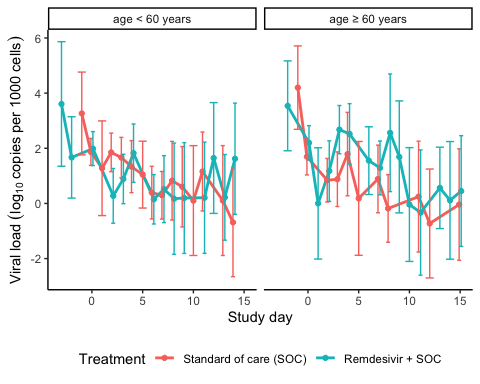 age < 60 years
age ≥ 60 years
Viral load (log₁₀ copies per 1000 cells)
6
4
2
0
-2
0
5
10
15
0
5
10
15
Study day
Treatment
Standard of care (SOC)
Remdesivir + SOC